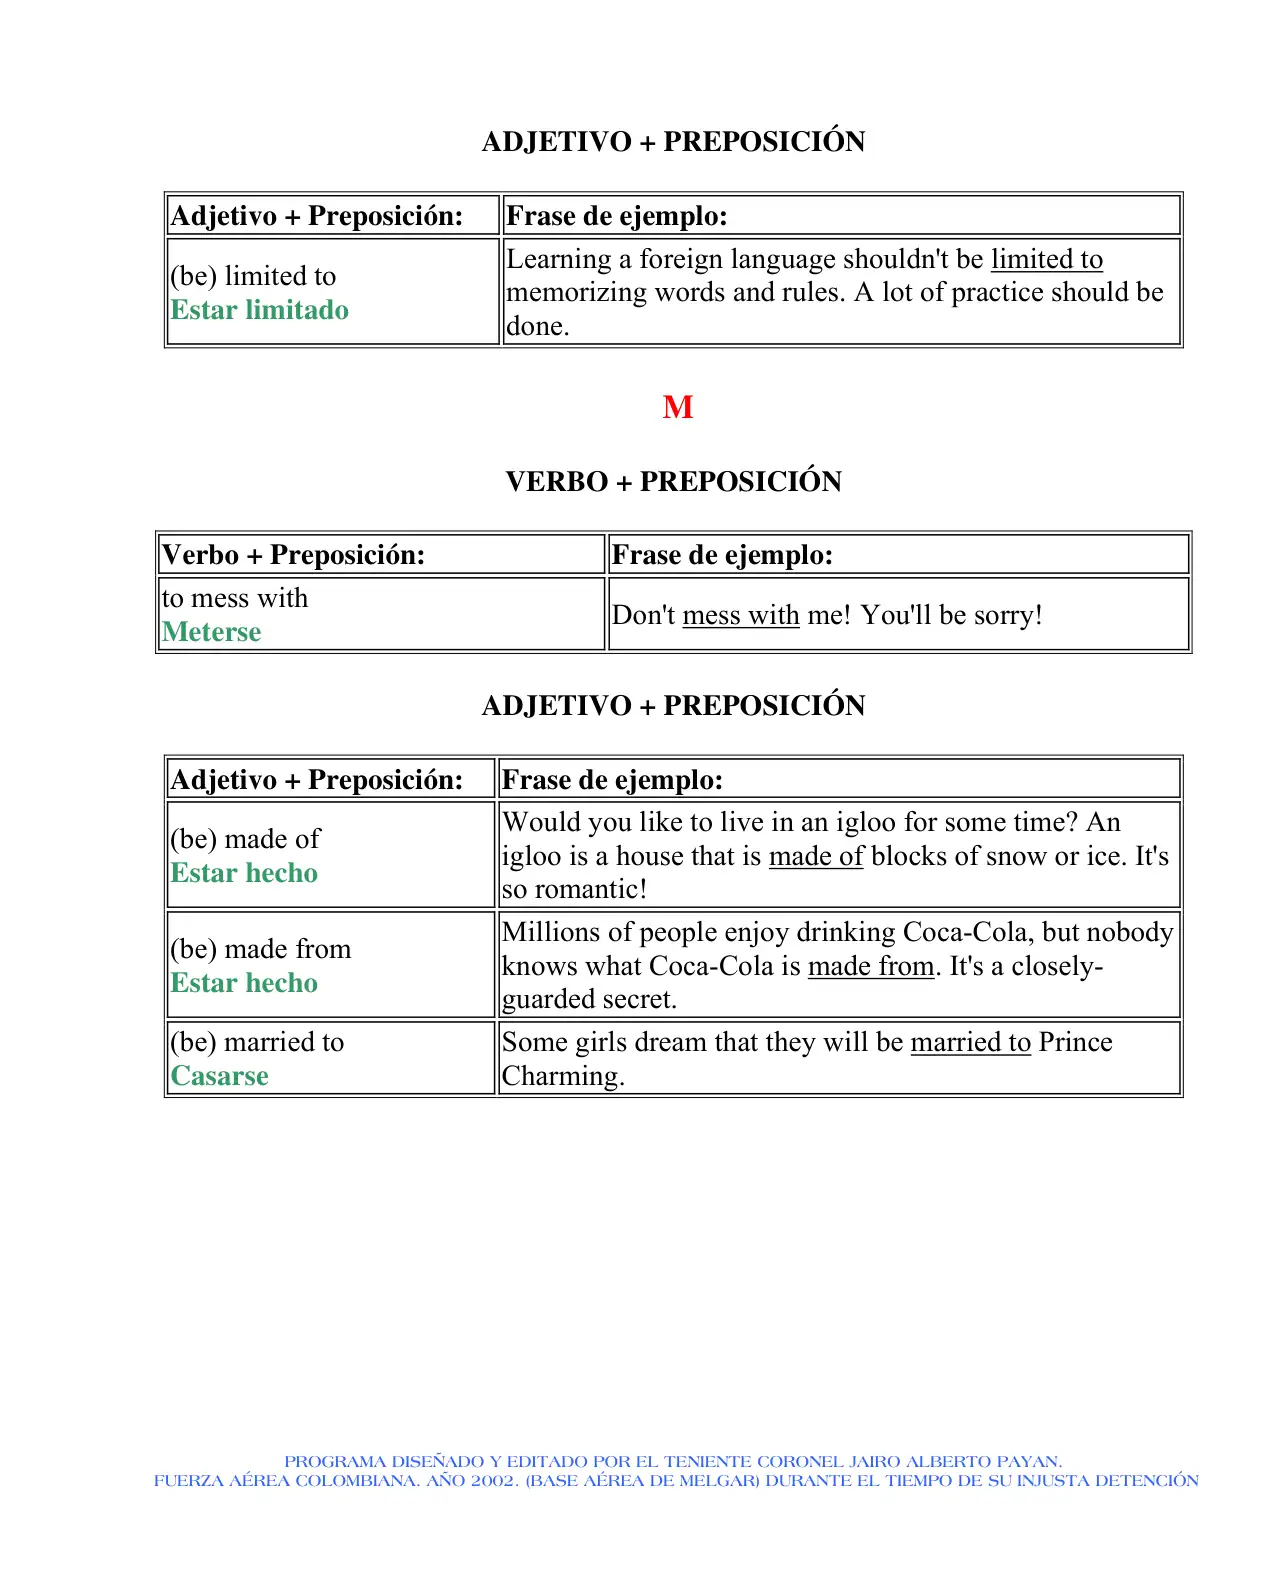 ADJETIVO + PREPOSICIÓN
Adjetivo + Preposición: Frase de ejemplo:
(be) limited to
Estar limitado
Learning a foreign language shouldn't be limited to
memorizing words and rules. A lot of practice should be
done.
M
VERBO + PREPOSICIÓN
Verbo + Preposición: Frase de ejemplo:
to mess with
Meterse
Don't mess with me! You'll be sorry!
ADJETIVO + PREPOSICIÓN
Adjetivo + Preposición: Frase de ejemplo:
(be) made of
Estar hecho
Would you like to live in an igloo for some time? An
igloo is a house that is made of blocks of snow or ice. It's
so romantic!
(be) made from
Estar hecho
Millions of people enjoy drinking Coca-Cola, but nobody
knows what Coca-Cola is made from. It's a closely-
guarded secret.
(be) married to
Casarse
Some girls dream that they will be married to Prince
Charming.
PROGRAMA DISEÑADO Y EDITADO POR EL TENIENTE CORONEL JAIRO ALBERTO PAYAN.
FUERZA AÉREA COLOMBIANA. AÑO 2002. (BASE AÉREA DE MELGAR) DURANTE EL TIEMPO DE SU INJUSTA DETENCIÓN